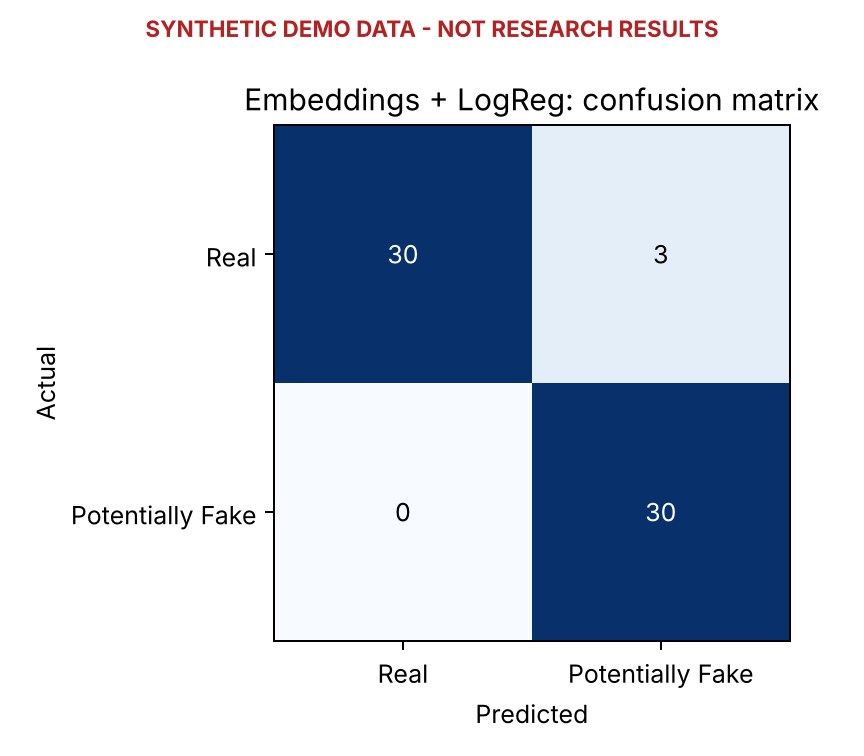 SYNTHETIC DEMO DATA - NOT RESEARCH RESULTS
Embeddings + LogReg: confusion matrix
Real
30
3
Actual
Potentially Fake
0
30
Real
Potentially Fake
Predicted